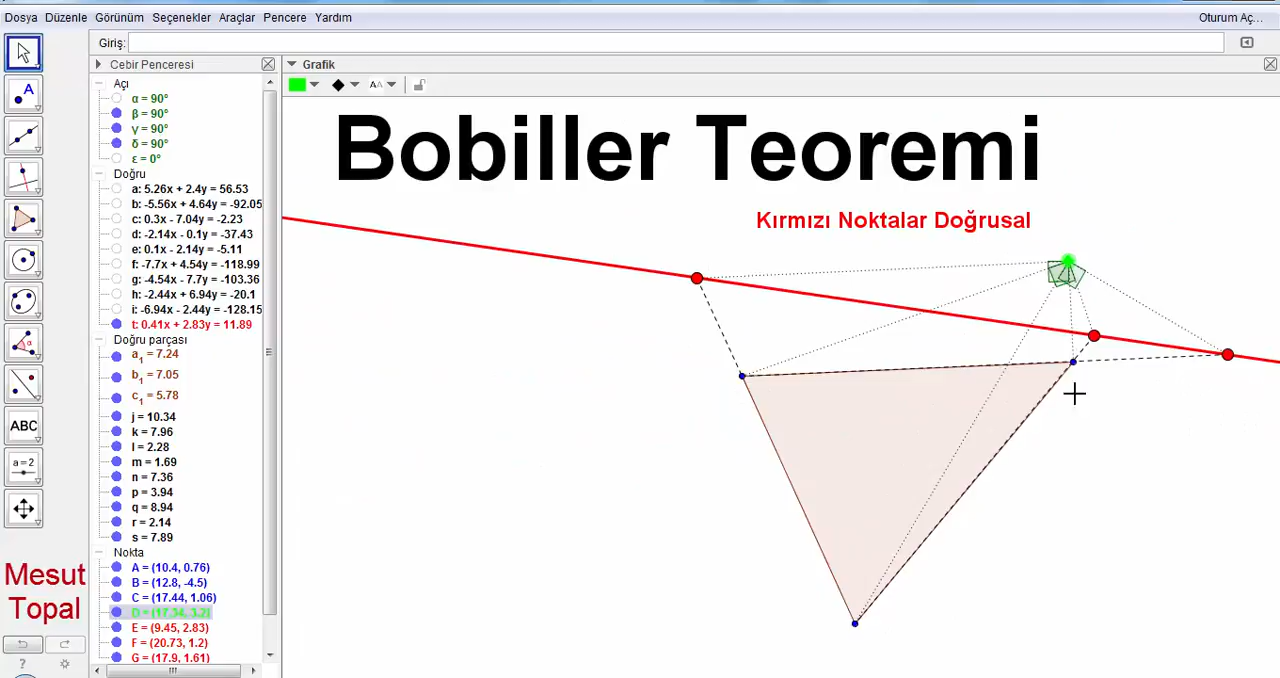 Dosya Düzenle Görünüm Seçenekler Araçlar Pencere Yardım Oturum Aç...
Giriş:
Cebir Penceresi
Grafik
Açı
α = 90°
β = 90°
γ = 90°
δ = 90°
ε = 0°
Doğru
a: 5.26x + 2.4y = 56.53
b: -5.56x + 4.64y = -92.05
c: 0.3x - 7.04y = -2.23
d: -2.14x - 0.1y = -37.43
e: 0.1x - 2.14y = -5.11
f: -7.7x + 4.54y = -118.99
g: -4.54x - 7.7y = -103.36
h: -2.44x + 6.94y = -20.1
i: -6.94x - 2.44y = -128.15
t: 0.41x + 2.83y = 11.89
Doğru parçası
a1 = 7.24
b1 = 7.05
c1 = 5.78
j = 10.34
k = 7.96
l = 2.28
m = 1.69
n = 7.36
p = 3.94
q = 8.94
r = 2.14
s = 7.89
Nokta
A = (10.4, 0.76)
B = (12.8, -4.5)
C = (17.44, 1.06)
D = (17.34, 3.2)
E = (9.45, 2.83)
F = (20.73, 1.2)
G = (17.9, 1.61)
A
α
ABC
a=2
Mesut
Topal
?
AA
Bobiller Teoremi
Kırmızı Noktalar Doğrusal